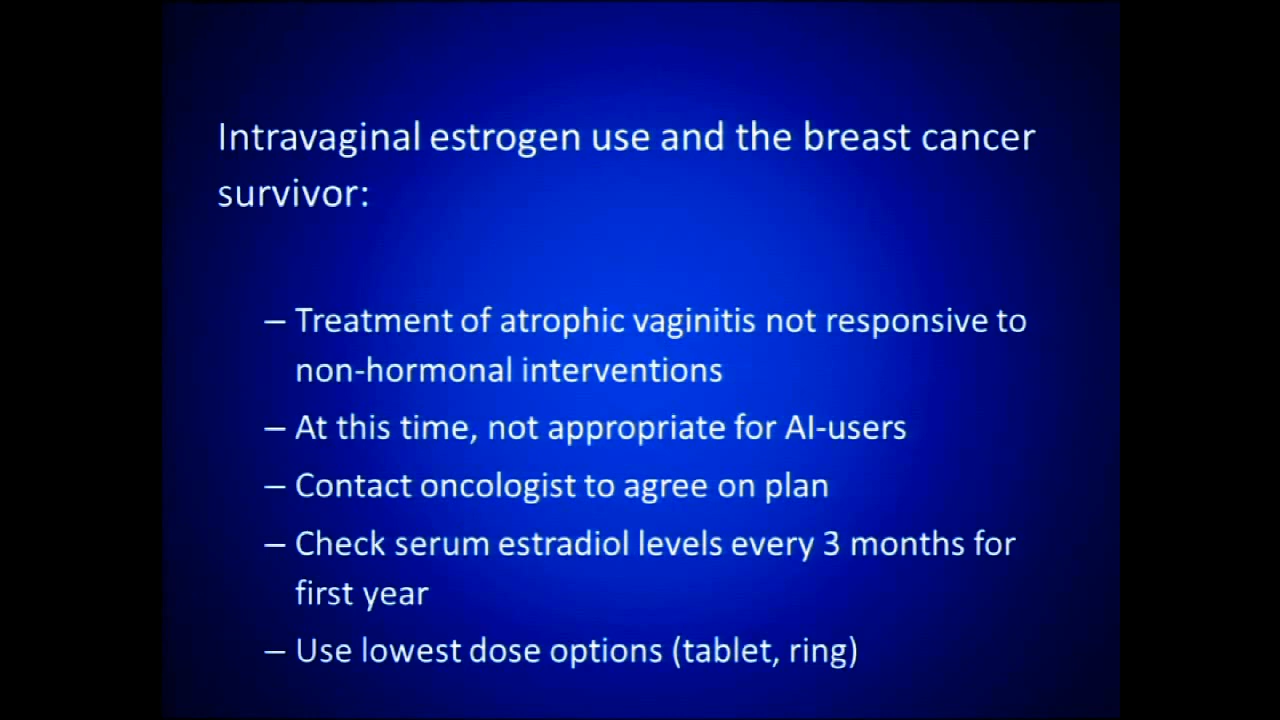 Intravaginal estrogen use and the breast cancer
survivor:
– Treatment of atrophic vaginitis not responsive to
non-hormonal interventions
– At this time, not appropriate for AI-users
– Contact oncologist to agree on plan
– Check serum estradiol levels every 3 months for
first year
– Use lowest dose options (tablet, ring)